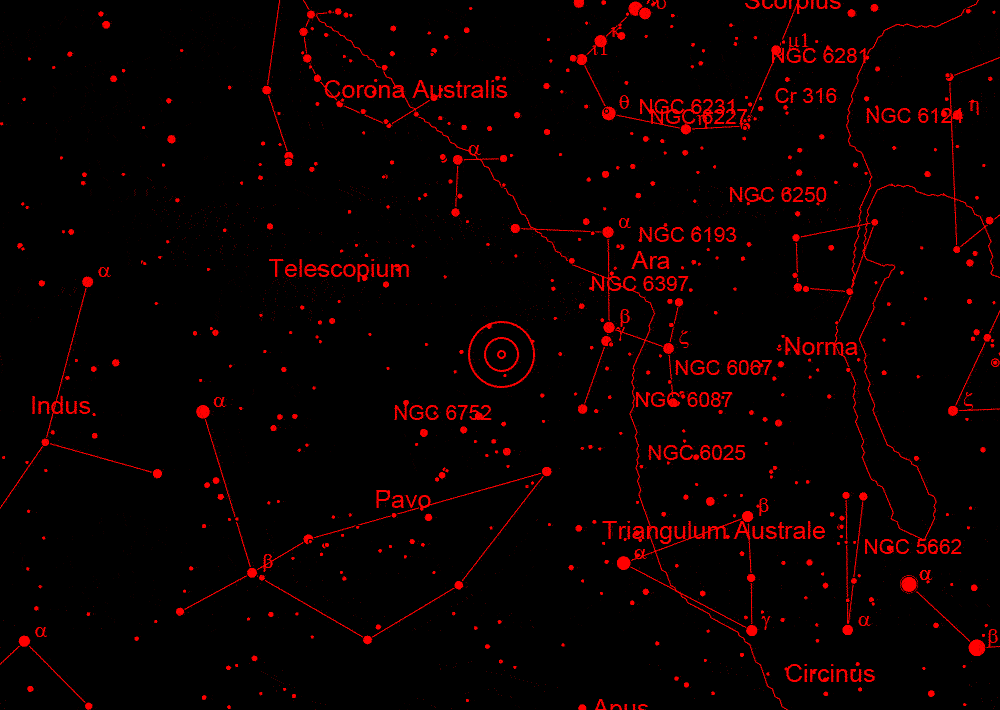 Scorpius
δ
κ
ι1
μ1
NGC 6281
Corona Australis
θ
NGC 6231
NGC 6227
η
Cr 316
NGC 6124
η
α
NGC 6250
α
NGC 6193
Ara
α
Telescopium
NGC 6397
β
γ
ζ
Norma
NGC 6067
Indus
α
NGC 6752
NGC 6087
ζ
NGC 6025
Pavo
β
Triangulum Australe
α
NGC 5662
β
α
α
γ
α
β
Circinus
Apus